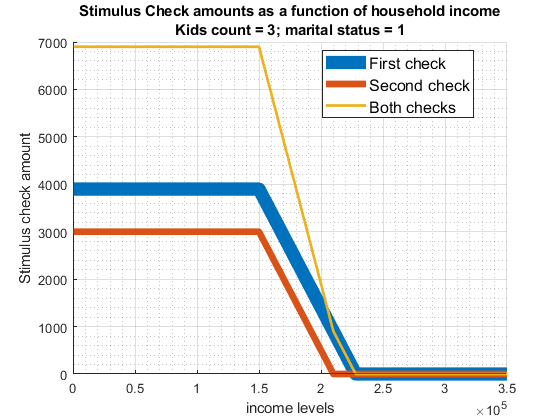 Stimulus Check amounts as a function of household income
Kids count = 3; marital status = 1
First check
Second check
Both checks
Stimulus check amount
7000
6000
5000
4000
3000
2000
1000
0
0 0.5 1 1.5 2 2.5 3 3.5
×10⁵
income levels